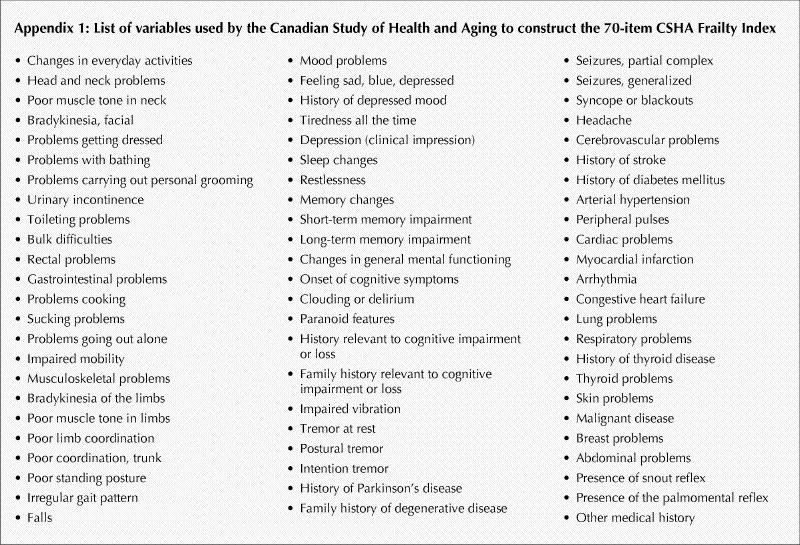 Appendix 1: List of variables used by the Canadian Study of Health and Aging to construct the 70-item CSHA Frailty Index
• Changes in everyday activities
• Head and neck problems
• Poor muscle tone in neck
• Bradykinesia, facial
• Problems getting dressed
• Problems with bathing
• Problems carrying out personal grooming
• Urinary incontinence
• Toileting problems
• Bulk difficulties
• Rectal problems
• Gastrointestinal problems
• Problems cooking
• Sucking problems
• Problems going out alone
• Impaired mobility
• Musculoskeletal problems
• Bradykinesia of the limbs
• Poor muscle tone in limbs
• Poor limb coordination
• Poor coordination, trunk
• Poor standing posture
• Irregular gait pattern
• Falls
• Mood problems
• Feeling sad, blue, depressed
• History of depressed mood
• Tiredness all the time
• Depression (clinical impression)
• Sleep changes
• Restlessness
• Memory changes
• Short-term memory impairment
• Long-term memory impairment
• Changes in general mental functioning
• Onset of cognitive symptoms
• Clouding or delirium
• Paranoid features
• History relevant to cognitive impairment
or loss
• Family history relevant to cognitive
impairment or loss
• Impaired vibration
• Tremor at rest
• Postural tremor
• Intention tremor
• History of Parkinson's disease
• Family history of degenerative disease
• Seizures, partial complex
• Seizures, generalized
• Syncope or blackouts
• Headache
• Cerebrovascular problems
• History of stroke
• History of diabetes mellitus
• Arterial hypertension
• Peripheral pulses
• Cardiac problems
• Myocardial infarction
• Arrhythmia
• Congestive heart failure
• Lung problems
• Respiratory problems
• History of thyroid disease
• Thyroid problems
• Skin problems
• Malignant disease
• Breast problems
• Abdominal problems
• Presence of snout reflex
• Presence of the palmomental reflex
• Other medical history